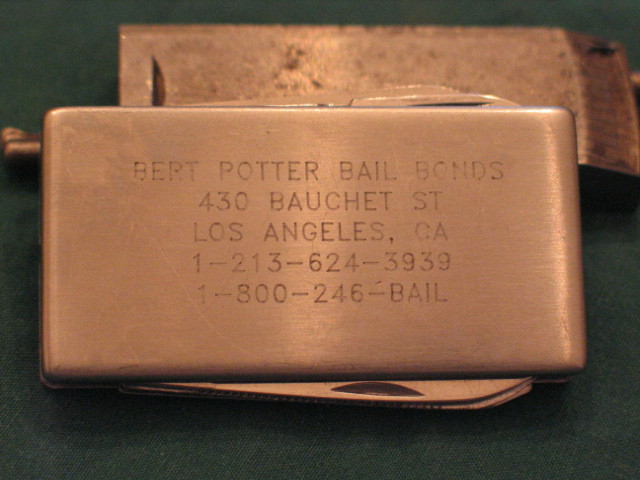 BERT POTTER BAIL BONDS
430 BAUCHET ST
LOS ANGELES, CA
1-213-624-3939
1-800-246-BAIL